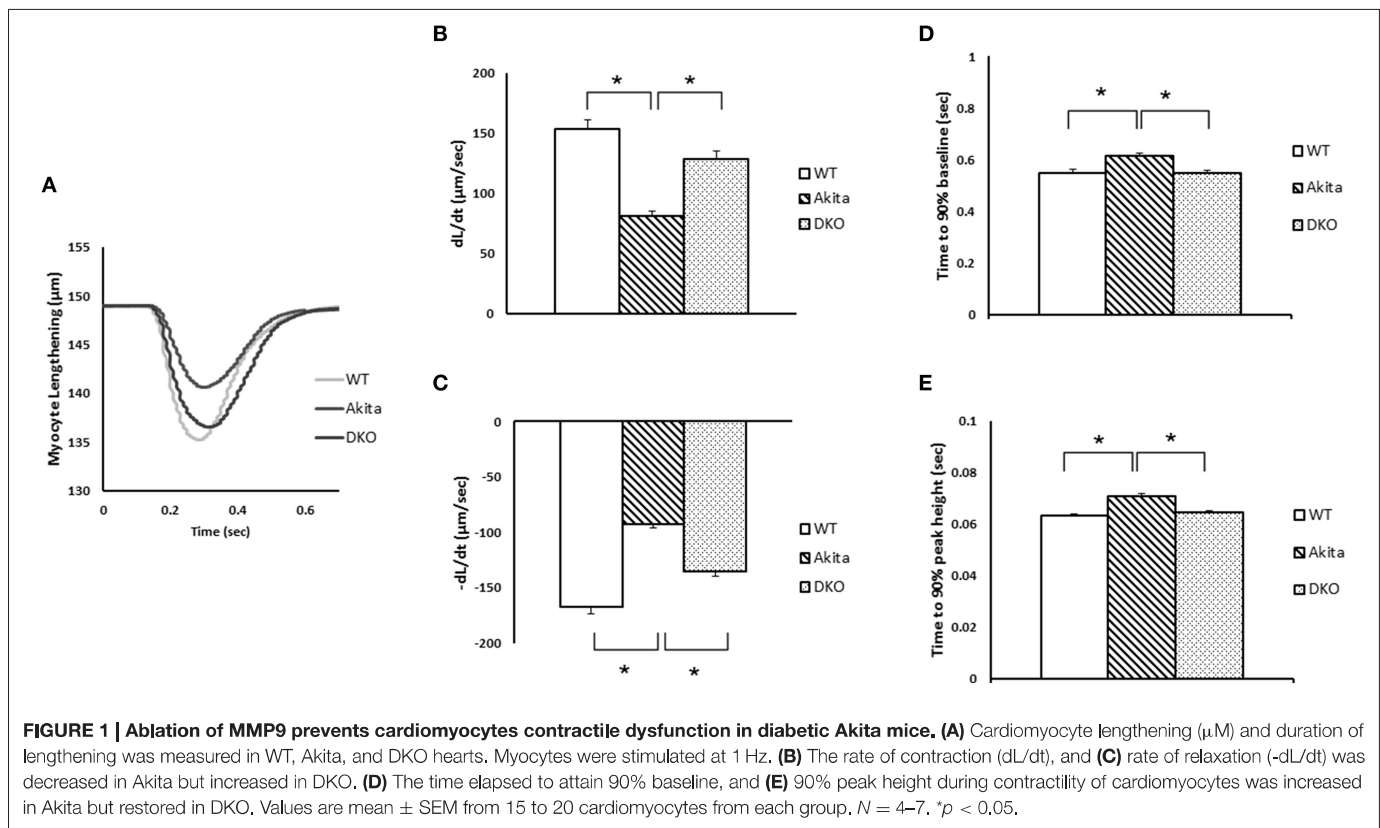 A
155
150
145
140
135
130
Myocyte Lengthening (µm)
0
0.2
0.4
0.6
Time (sec)
WT
Akita
DKO
B
200
150
100
50
0
dL/dt (µm/sec)
* *
WT
Akita
DKO
C
0
-50
-100
-150
-200
-dL/dt (µm/sec)
* *
WT
Akita
DKO
D
1
0.8
0.6
0.4
0.2
0
Time to 90% baseline (sec)
* *
WT
Akita
DKO
E
0.1
0.08
0.06
0.04
0.02
0
Time to 90% peak height (sec)
* *
WT
Akita
DKO
FIGURE 1 | Ablation of MMP9 prevents cardiomyocytes contractile dysfunction in diabetic Akita mice. (A) Cardiomyocyte lengthening (µM) and duration of
lengthening was measured in WT, Akita, and DKO hearts. Myocytes were stimulated at 1 Hz. (B) The rate of contraction (dL/dt), and (C) rate of relaxation (-dL/dt) was
decreased in Akita but increased in DKO. (D) The time elapsed to attain 90% baseline, and (E) 90% peak height during contractility of cardiomyocytes was increased
in Akita but restored in DKO. Values are mean ± SEM from 15 to 20 cardiomyocytes from each group. N = 4–7. *p < 0.05.